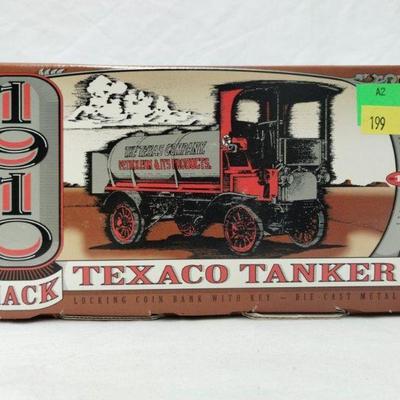 1910
MACK
TEXACO TANKER
LOCKING COIN BANK WITH KEY – DIE-CAST METAL
THE TEXAS COMPANY
PETROLEUM & ITS PRODUCTS.
A2
199